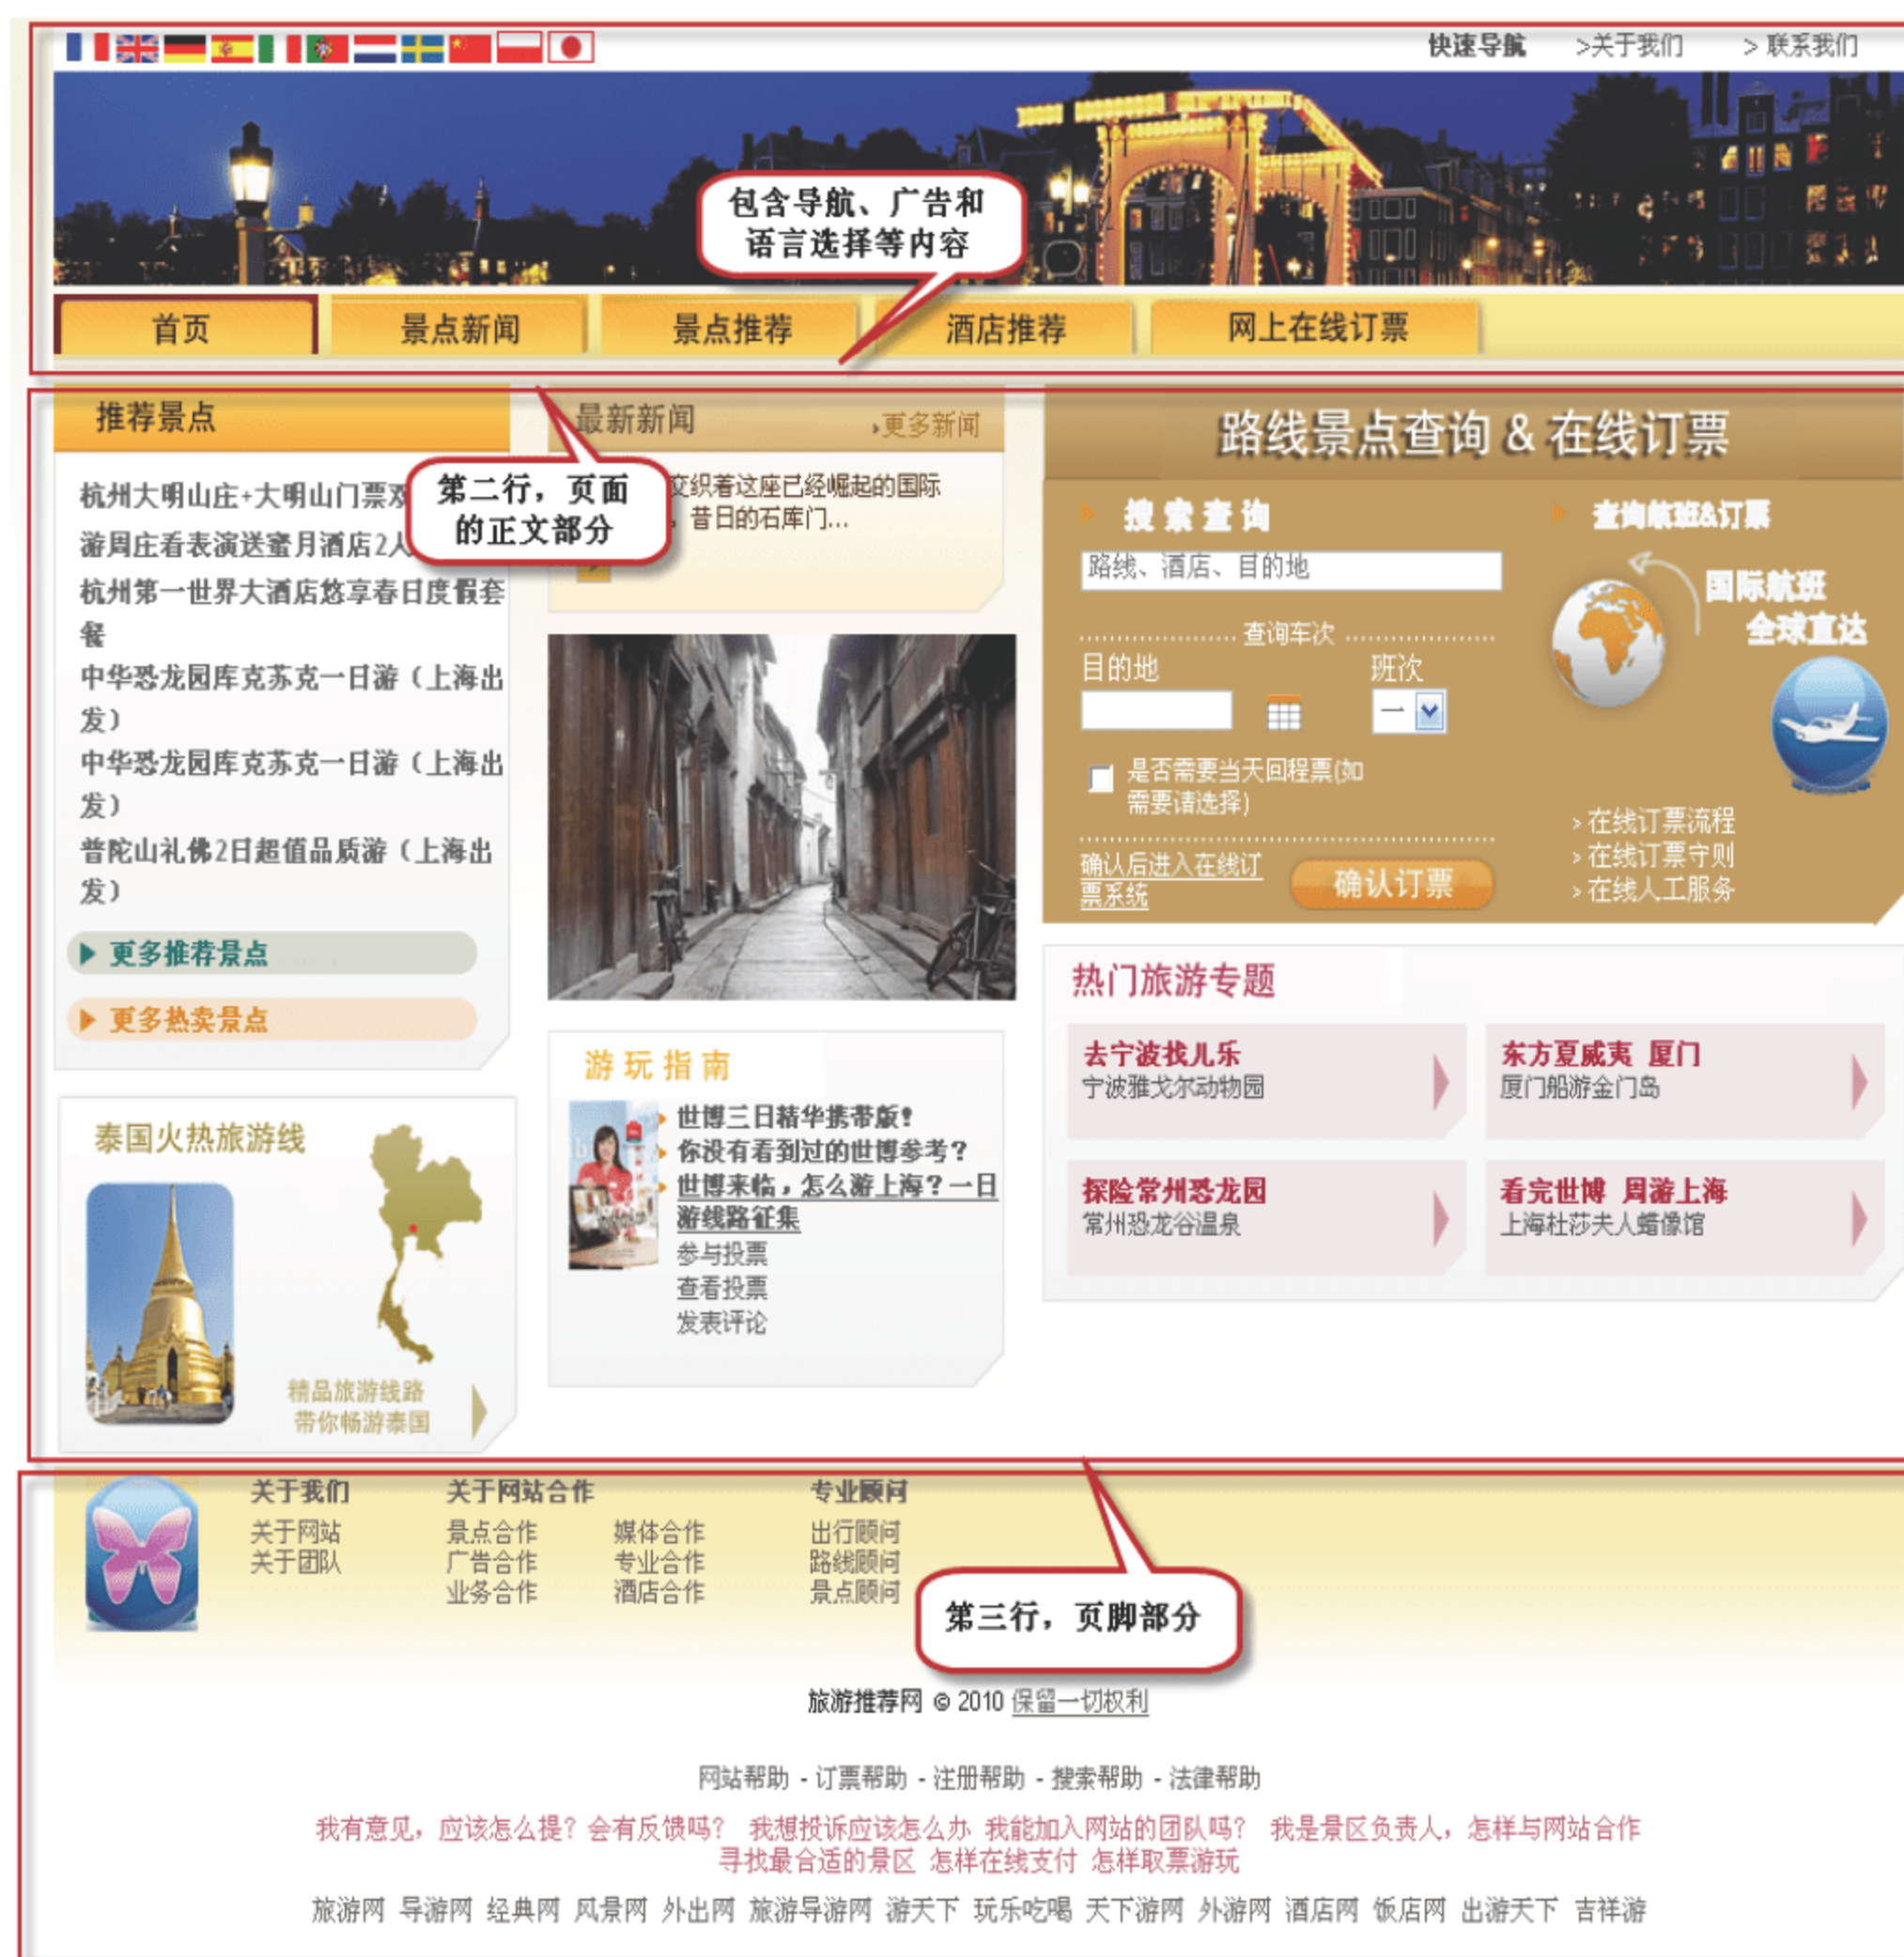 快速导航 >关于我们 > 联系我们
包含导航、广告和
语言选择等内容
首页 景点新闻 景点推荐 酒店推荐 网上在线订票
推荐景点
杭州大明山庄+大明山门票双
游周庄看表演送蜜月酒店2人
杭州第一世界大酒店悠享春日度假套
餐
中华恐龙园库克苏克一日游（上海出
发）
中华恐龙园库克苏克一日游（上海出
发）
普陀山礼佛2日超值品质游（上海出
发）
更多推荐景点
更多热卖景点
泰国火热旅游线
精品旅游线路
带你畅游泰国
第二行，页面
的正文部分
最新新闻 更多新闻
交织着这座已经崛起的国际
，昔日的石库门...
游玩指南
世博三日精华携带版!
你没有看到过的世博参考?
世博来临，怎么游上海？一日
游线路征集
参与投票
查看投票
发表评论
路线景点查询 & 在线订票
搜索查询
路线、酒店、目的地
查询车次
目的地 班次
一
是否需要当天回程票(如
需要请选择)
确认后进入在线订
票系统
确认订票
查询航班&订票
国际航班
全球直达
> 在线订票流程
> 在线订票守则
> 在线人工服务
热门旅游专题
去宁波找儿乐
宁波雅戈尔动物园
东方夏威夷 厦门
厦门船游金门岛
探险常州恐龙园
常州恐龙谷温泉
看完世博 周游上海
上海杜莎夫人蜡像馆
关于我们
关于网站
关于团队
关于网站合作
景点合作 媒体合作
广告合作 专业合作
业务合作 酒店合作
专业顾问
出行顾问
路线顾问
景点顾问
第三行，页脚部分
旅游推荐网 © 2010 保留一切权利
网站帮助 - 订票帮助 - 注册帮助 - 搜索帮助 - 法律帮助
我有意见，应该怎么提？会有反馈吗？ 我想投诉应该怎么办 我能加入网站的团队吗？ 我是景区负责人，怎样与网站合作
寻找最合适的景区 怎样在线支付 怎样取票游玩
旅游网 导游网 经典网 风景网 外出网 旅游导游网 游天下 玩乐吃喝 天下游网 外游网 酒店网 饭店网 出游天下 吉祥游